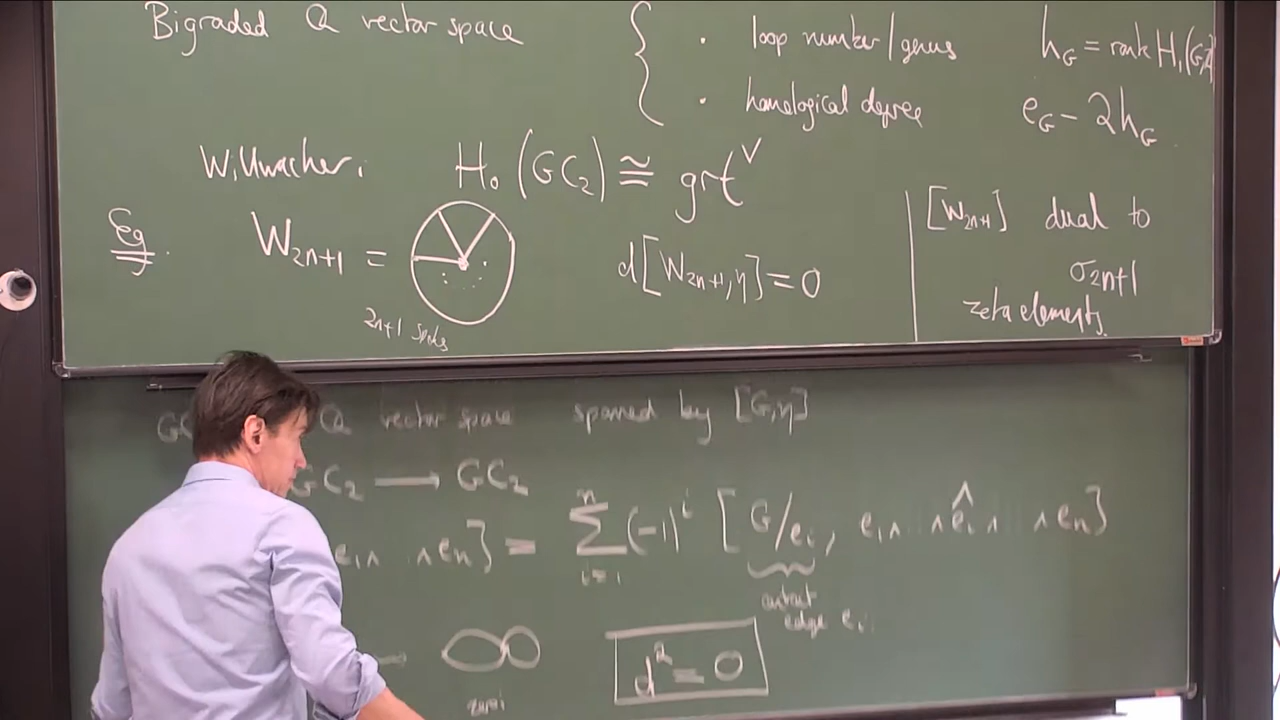 Bigraded Q vector space { · loop number/genus h_G = rank H_1(G,Z)
· homological degree e_G - 2h_G
Willwacher: H_0(GC_2) ≅ grt^∨
Eg. W_{2n+1} = d[W_{2n+1}, η] = 0
2n+1 spokes
[W_{2n+1}] dual to
σ_{2n+1}
zeta elements
Q vector space spanned by [G,η]
GC_2 → GC_2
e_1∧ ..∧e_n] = Σ_{i=1}^{n} (-1)^i [G/e_i, e_1∧ ..∧ê_i∧ ..∧e_n]
contract
edge e_i
→ d^2 = 0
zero!